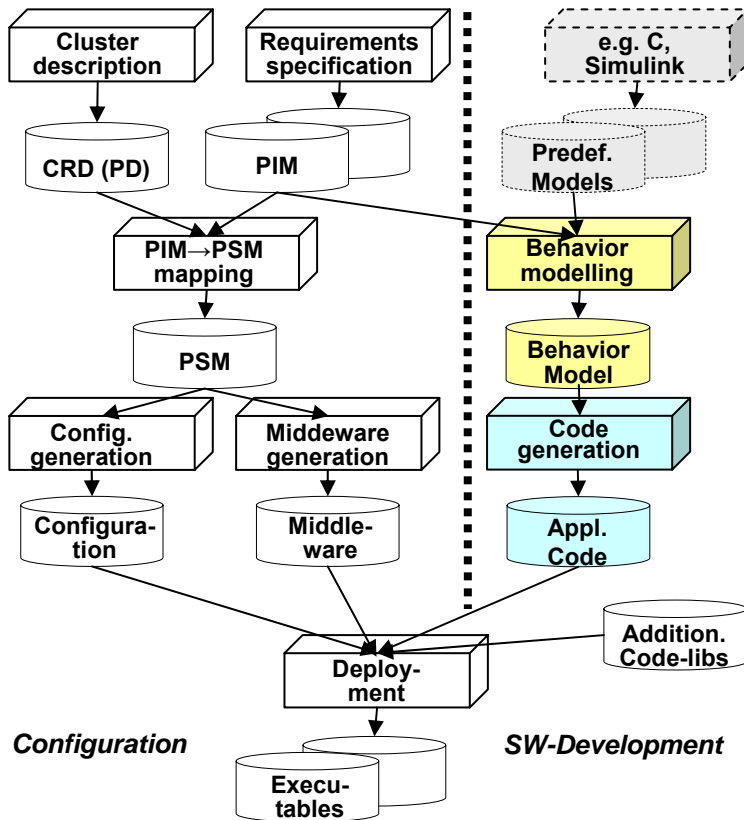 Cluster
description
Requirements
specification
e.g. C,
Simulink
CRD (PD)
PIM
Predef.
Models
PIM→PSM
mapping
Behavior
modelling
PSM
Behavior
Model
Config.
generation
Middeware
generation
Code
generation
Configura-
tion
Middle-
ware
Appl.
Code
Addition.
Code-libs
Deploy-
ment
Configuration
SW-Development
Execu-
tables